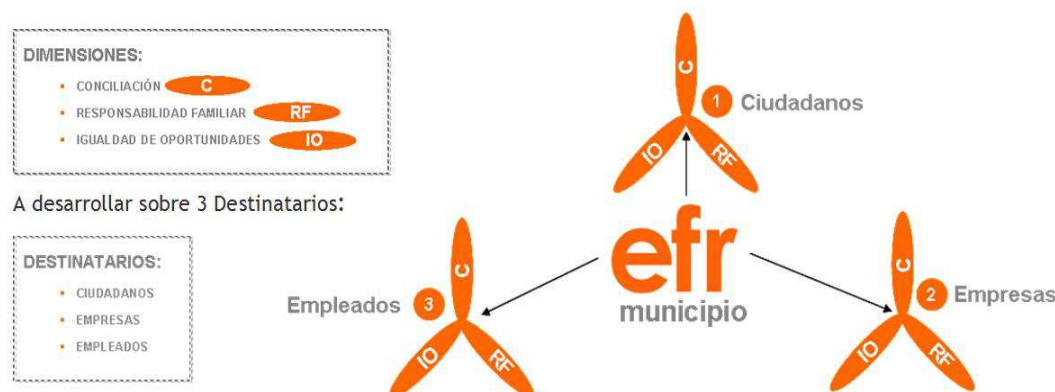 DIMENSIONES:
CONCILIACIÓN C
RESPONSABILIDAD FAMILIAR RF
IGUALDAD DE OPORTUNIDADES IO
A desarrollar sobre 3 Destinatarios:
DESTINATARIOS:
CIUDADANOS
EMPRESAS
EMPLEADOS
C
1 Ciudadanos
IO RF
efr
municipio
C
Empleados 3
IO RF
C
2 Empresas
IO RF